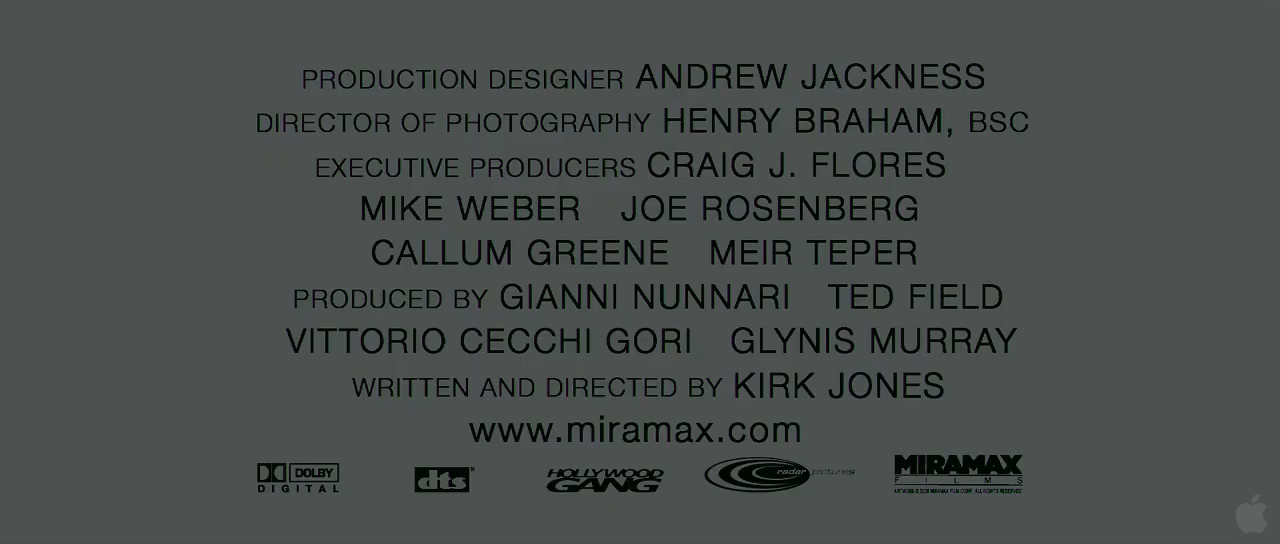 PRODUCTION DESIGNER ANDREW JACKNESS
DIRECTOR OF PHOTOGRAPHY HENRY BRAHAM, BSC
EXECUTIVE PRODUCERS CRAIG J. FLORES
MIKE WEBER JOE ROSENBERG
CALLUM GREENE MEIR TEPER
PRODUCED BY GIANNI NUNNARI TED FIELD
VITTORIO CECCHI GORI GLYNIS MURRAY
WRITTEN AND DIRECTED BY KIRK JONES
www.miramax.com
DOLBY
DIGITAL
dts
HOLLYWOOD
GANG
radar pictures
MIRAMAX
FILMS